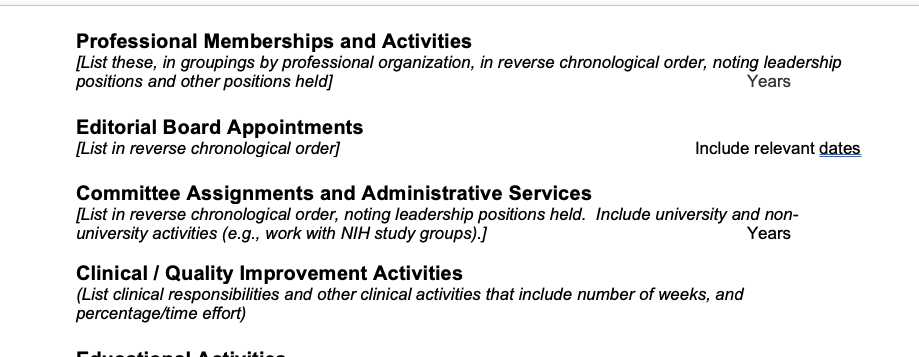 Professional Memberships and Activities
[List these, in groupings by professional organization, in reverse chronological order, noting leadership
positions and other positions held] Years
Editorial Board Appointments
[List in reverse chronological order] Include relevant dates
Committee Assignments and Administrative Services
[List in reverse chronological order, noting leadership positions held.  Include university and non-
university activities (e.g., work with NIH study groups).] Years
Clinical / Quality Improvement Activities
(List clinical responsibilities and other clinical activities that include number of weeks, and
percentage/time effort)
Educational Activities